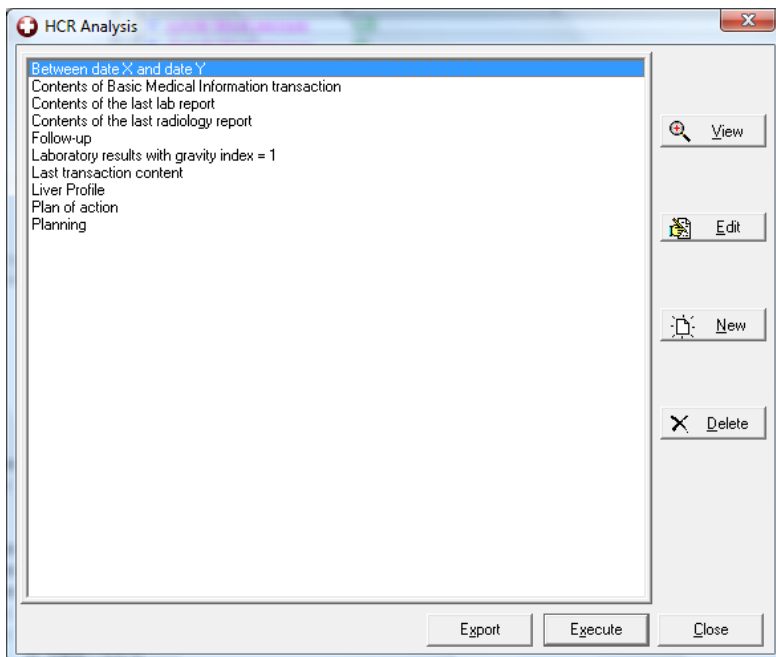 HCR Analysis
Between date X and date Y
Contents of Basic Medical Information transaction
Contents of the last lab report
Contents of the last radiology report
Follow-up
Laboratory results with gravity index = 1
Last transaction content
Liver Profile
Plan of action
Planning
View
Edit
New
Delete
Export
Execute
Close